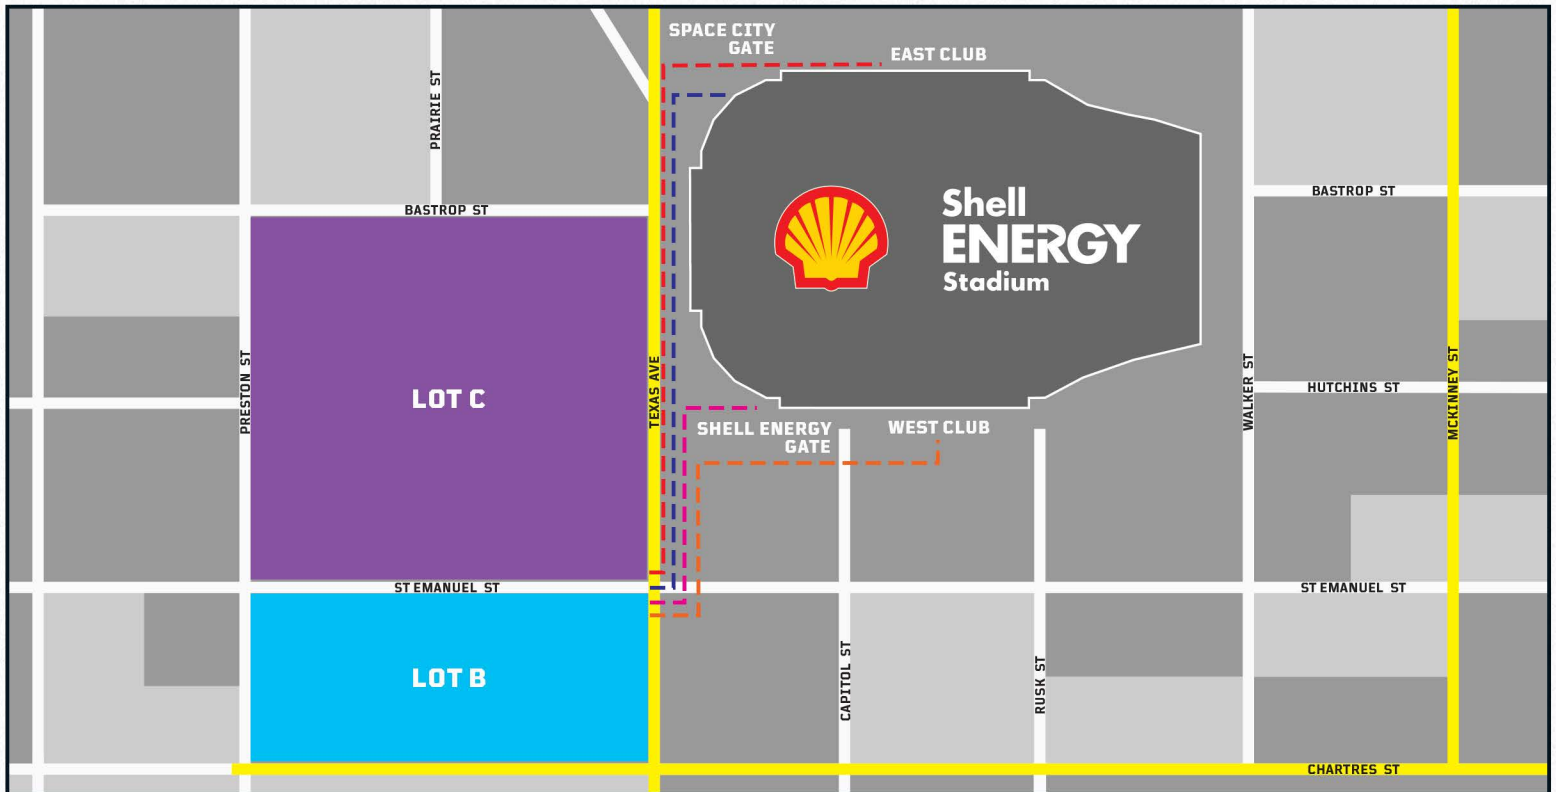 SPACE CITY
GATE
EAST CLUB
PRAIRIE ST
BASTROP ST
BASTROP ST
Shell
ENERGY
Stadium
PRESTON ST
LOT C
TEXAS AVE
WALKER ST
HUTCHINS ST
MCKINNEY ST
SHELL ENERGY
GATE
WEST CLUB
ST EMANUEL ST
ST EMANUEL ST
LOT B
CAPITOL ST
RUSK ST
CHARTRES ST